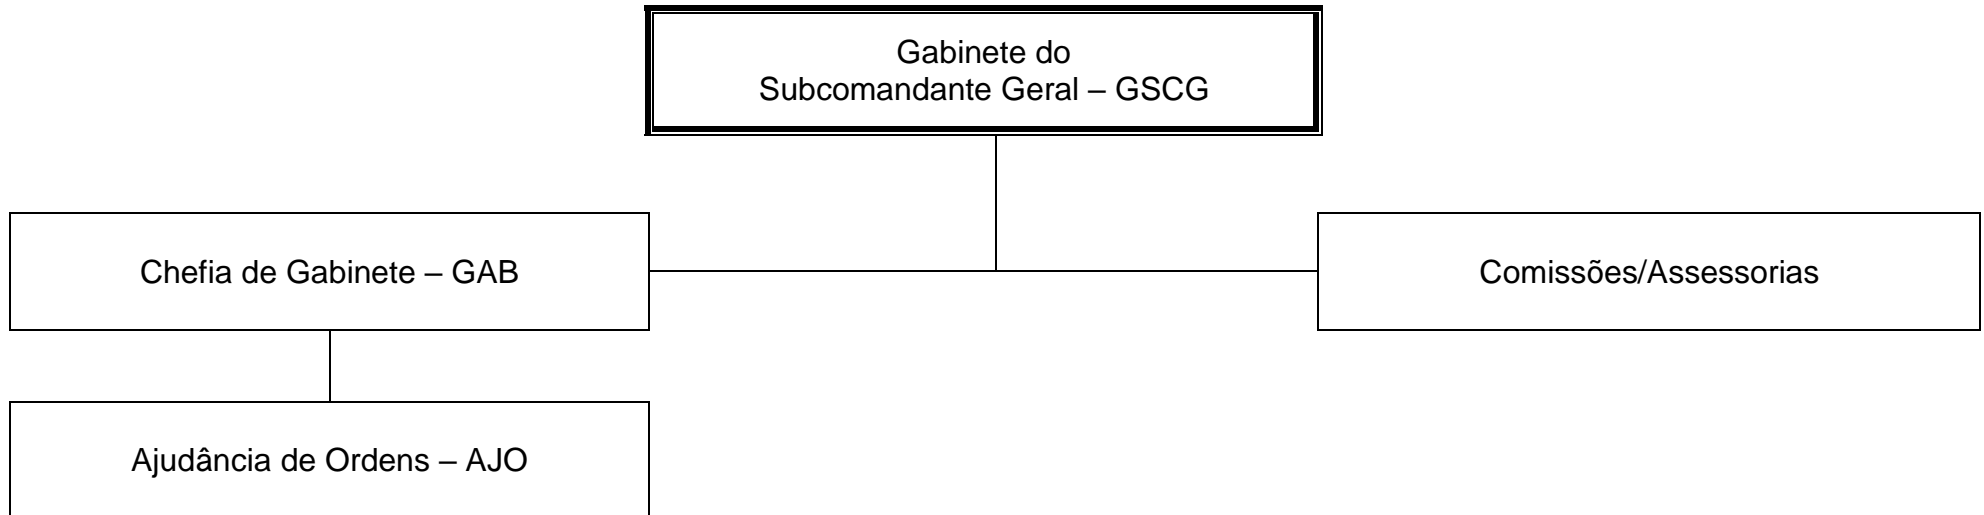 Gabinete do
Subcomandante Geral – GSCG
Chefia de Gabinete – GAB
Comissões/Assessorias
Ajudância de Ordens – AJO